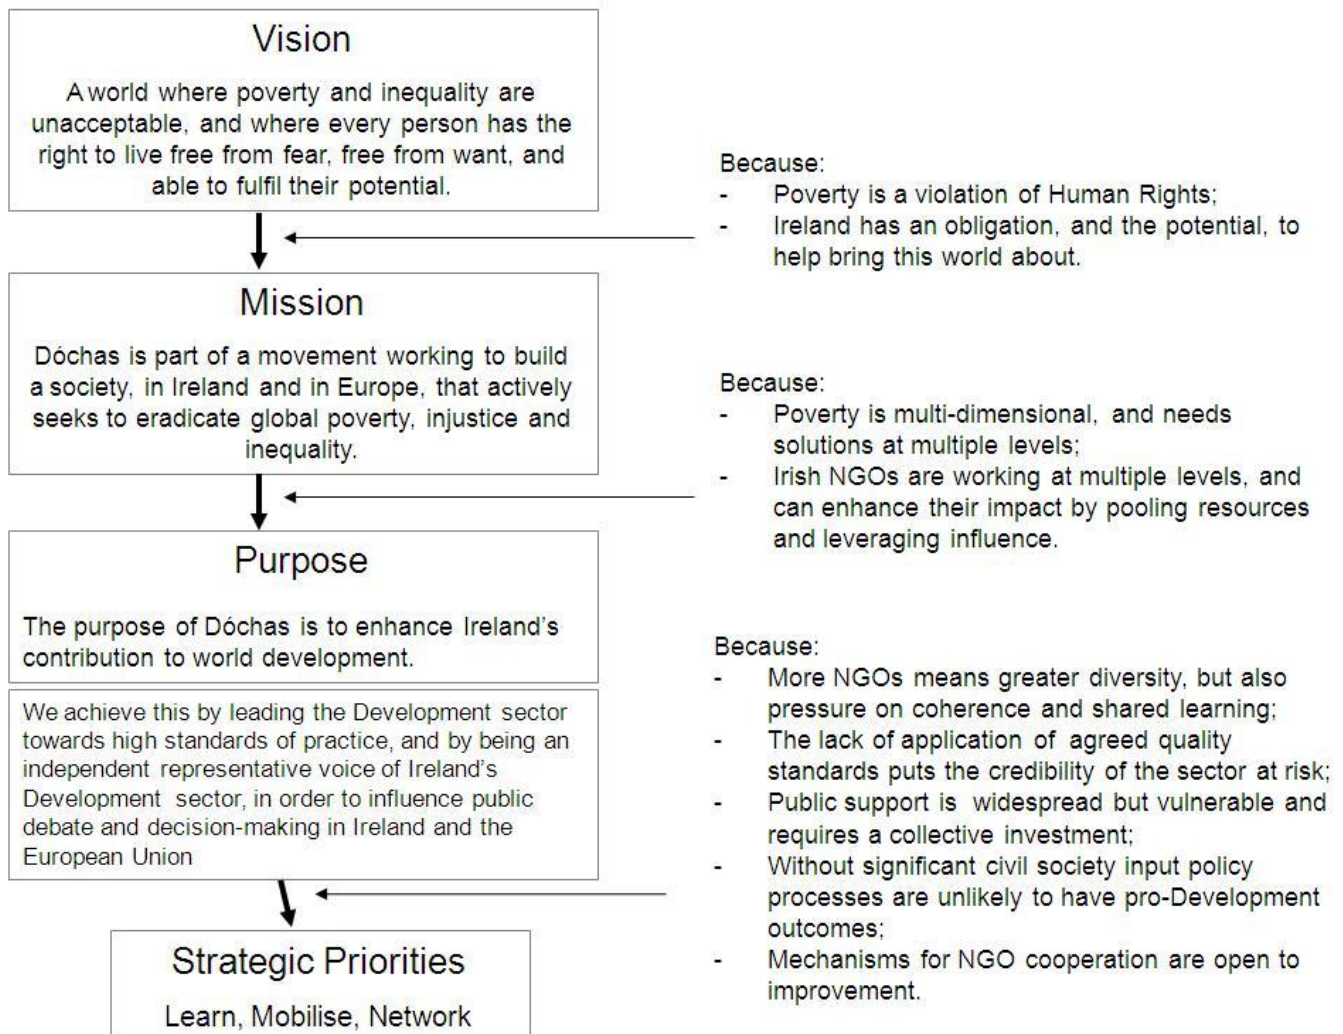 Vision
A world where poverty and inequality are
unacceptable, and where every person has the
right to live free from fear, free from want, and
able to fulfil their potential.
Because:
- Poverty is a violation of Human Rights;
- Ireland has an obligation, and the potential, to
help bring this world about.
Mission
Dóchas is part of a movement working to build
a society, in Ireland and in Europe, that actively
seeks to eradicate global poverty, injustice and
inequality.
Because:
- Poverty is multi-dimensional, and needs
solutions at multiple levels;
- Irish NGOs are working at multiple levels, and
can enhance their impact by pooling resources
and leveraging influence.
Purpose
The purpose of Dóchas is to enhance Ireland’s
contribution to world development.
We achieve this by leading the Development sector
towards high standards of practice, and by being an
independent representative voice of Ireland’s
Development sector, in order to influence public
debate and decision-making in Ireland and the
European Union
Because:
- More NGOs means greater diversity, but also
pressure on coherence and shared learning;
- The lack of application of agreed quality
standards puts the credibility of the sector at risk;
- Public support is widespread but vulnerable and
requires a collective investment;
- Without significant civil society input policy
processes are unlikely to have pro-Development
outcomes;
- Mechanisms for NGO cooperation are open to
improvement.
Strategic Priorities
Learn, Mobilise, Network